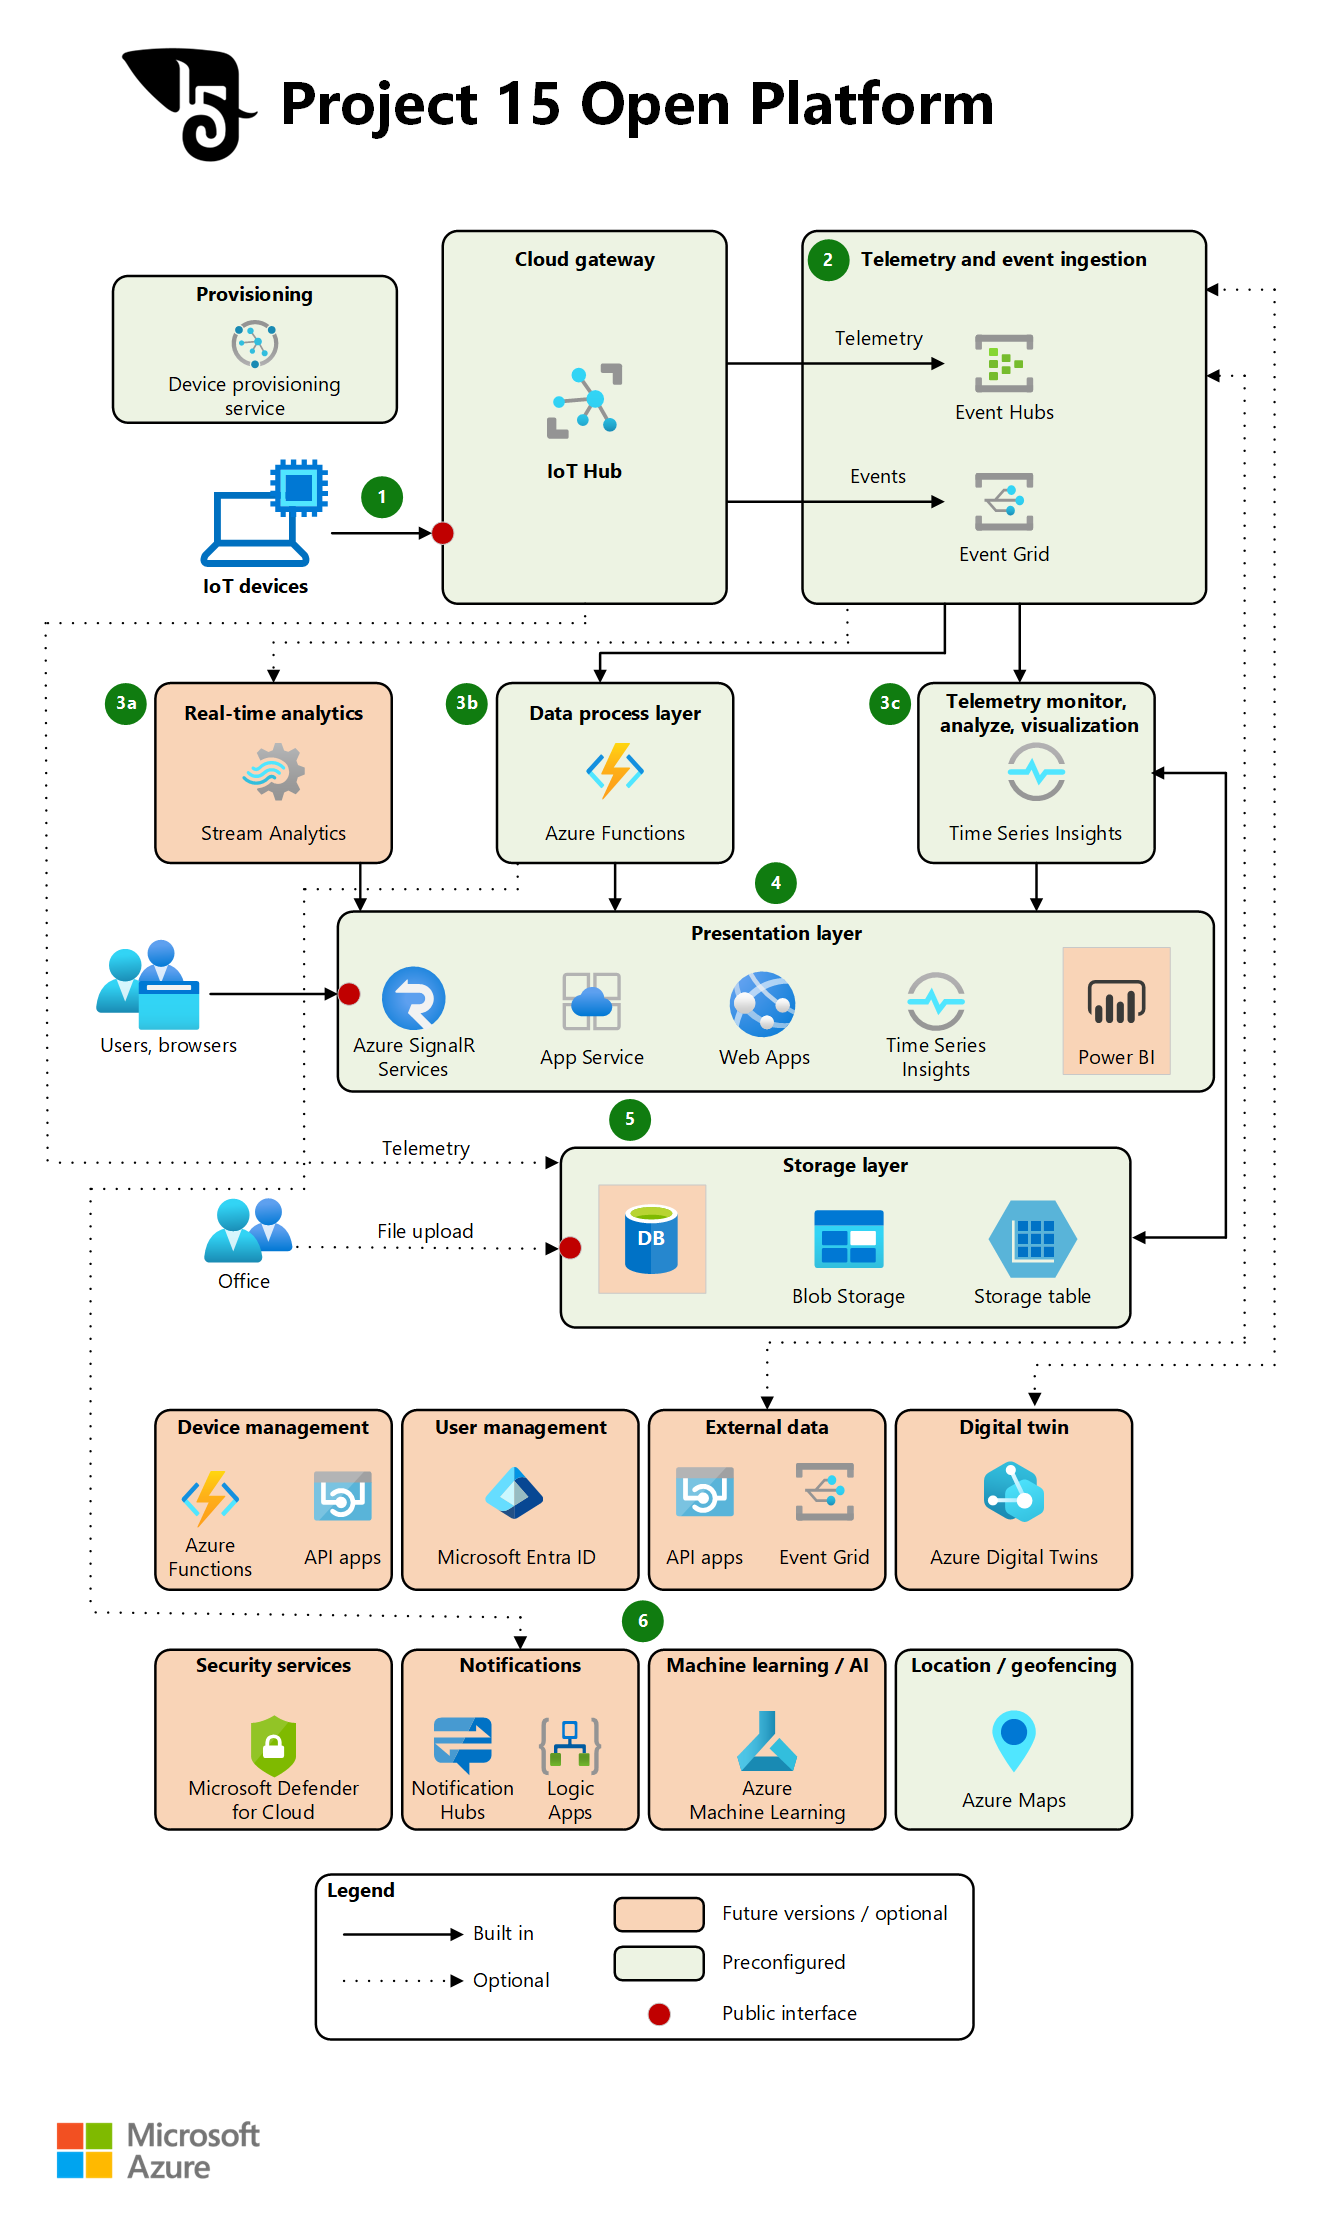 Project 15 Open Platform
Provisioning
Device provisioning
service
Cloud gateway
IoT Hub
2
Telemetry and event ingestion
Telemetry
Event Hubs
Events
Event Grid
1
IoT devices
3a
Real-time analytics
Stream Analytics
3b
Data process layer
Azure Functions
3c
Telemetry monitor,
analyze, visualization
Time Series Insights
4
Presentation layer
Users, browsers
Azure SignalR
Services
App Service
Web Apps
Time Series
Insights
Power BI
5
Telemetry
Storage layer
File upload
Office
DB
Blob Storage
Storage table
Device management
Azure
Functions
API apps
User management
Microsoft Entra ID
External data
API apps
Event Grid
Digital twin
Azure Digital Twins
6
Security services
Microsoft Defender
for Cloud
Notifications
Notification
Hubs
Logic
Apps
Machine learning / AI
Azure
Machine Learning
Location / geofencing
Azure Maps
Legend
Built in
Optional
Future versions / optional
Preconfigured
Public interface
Microsoft
Azure